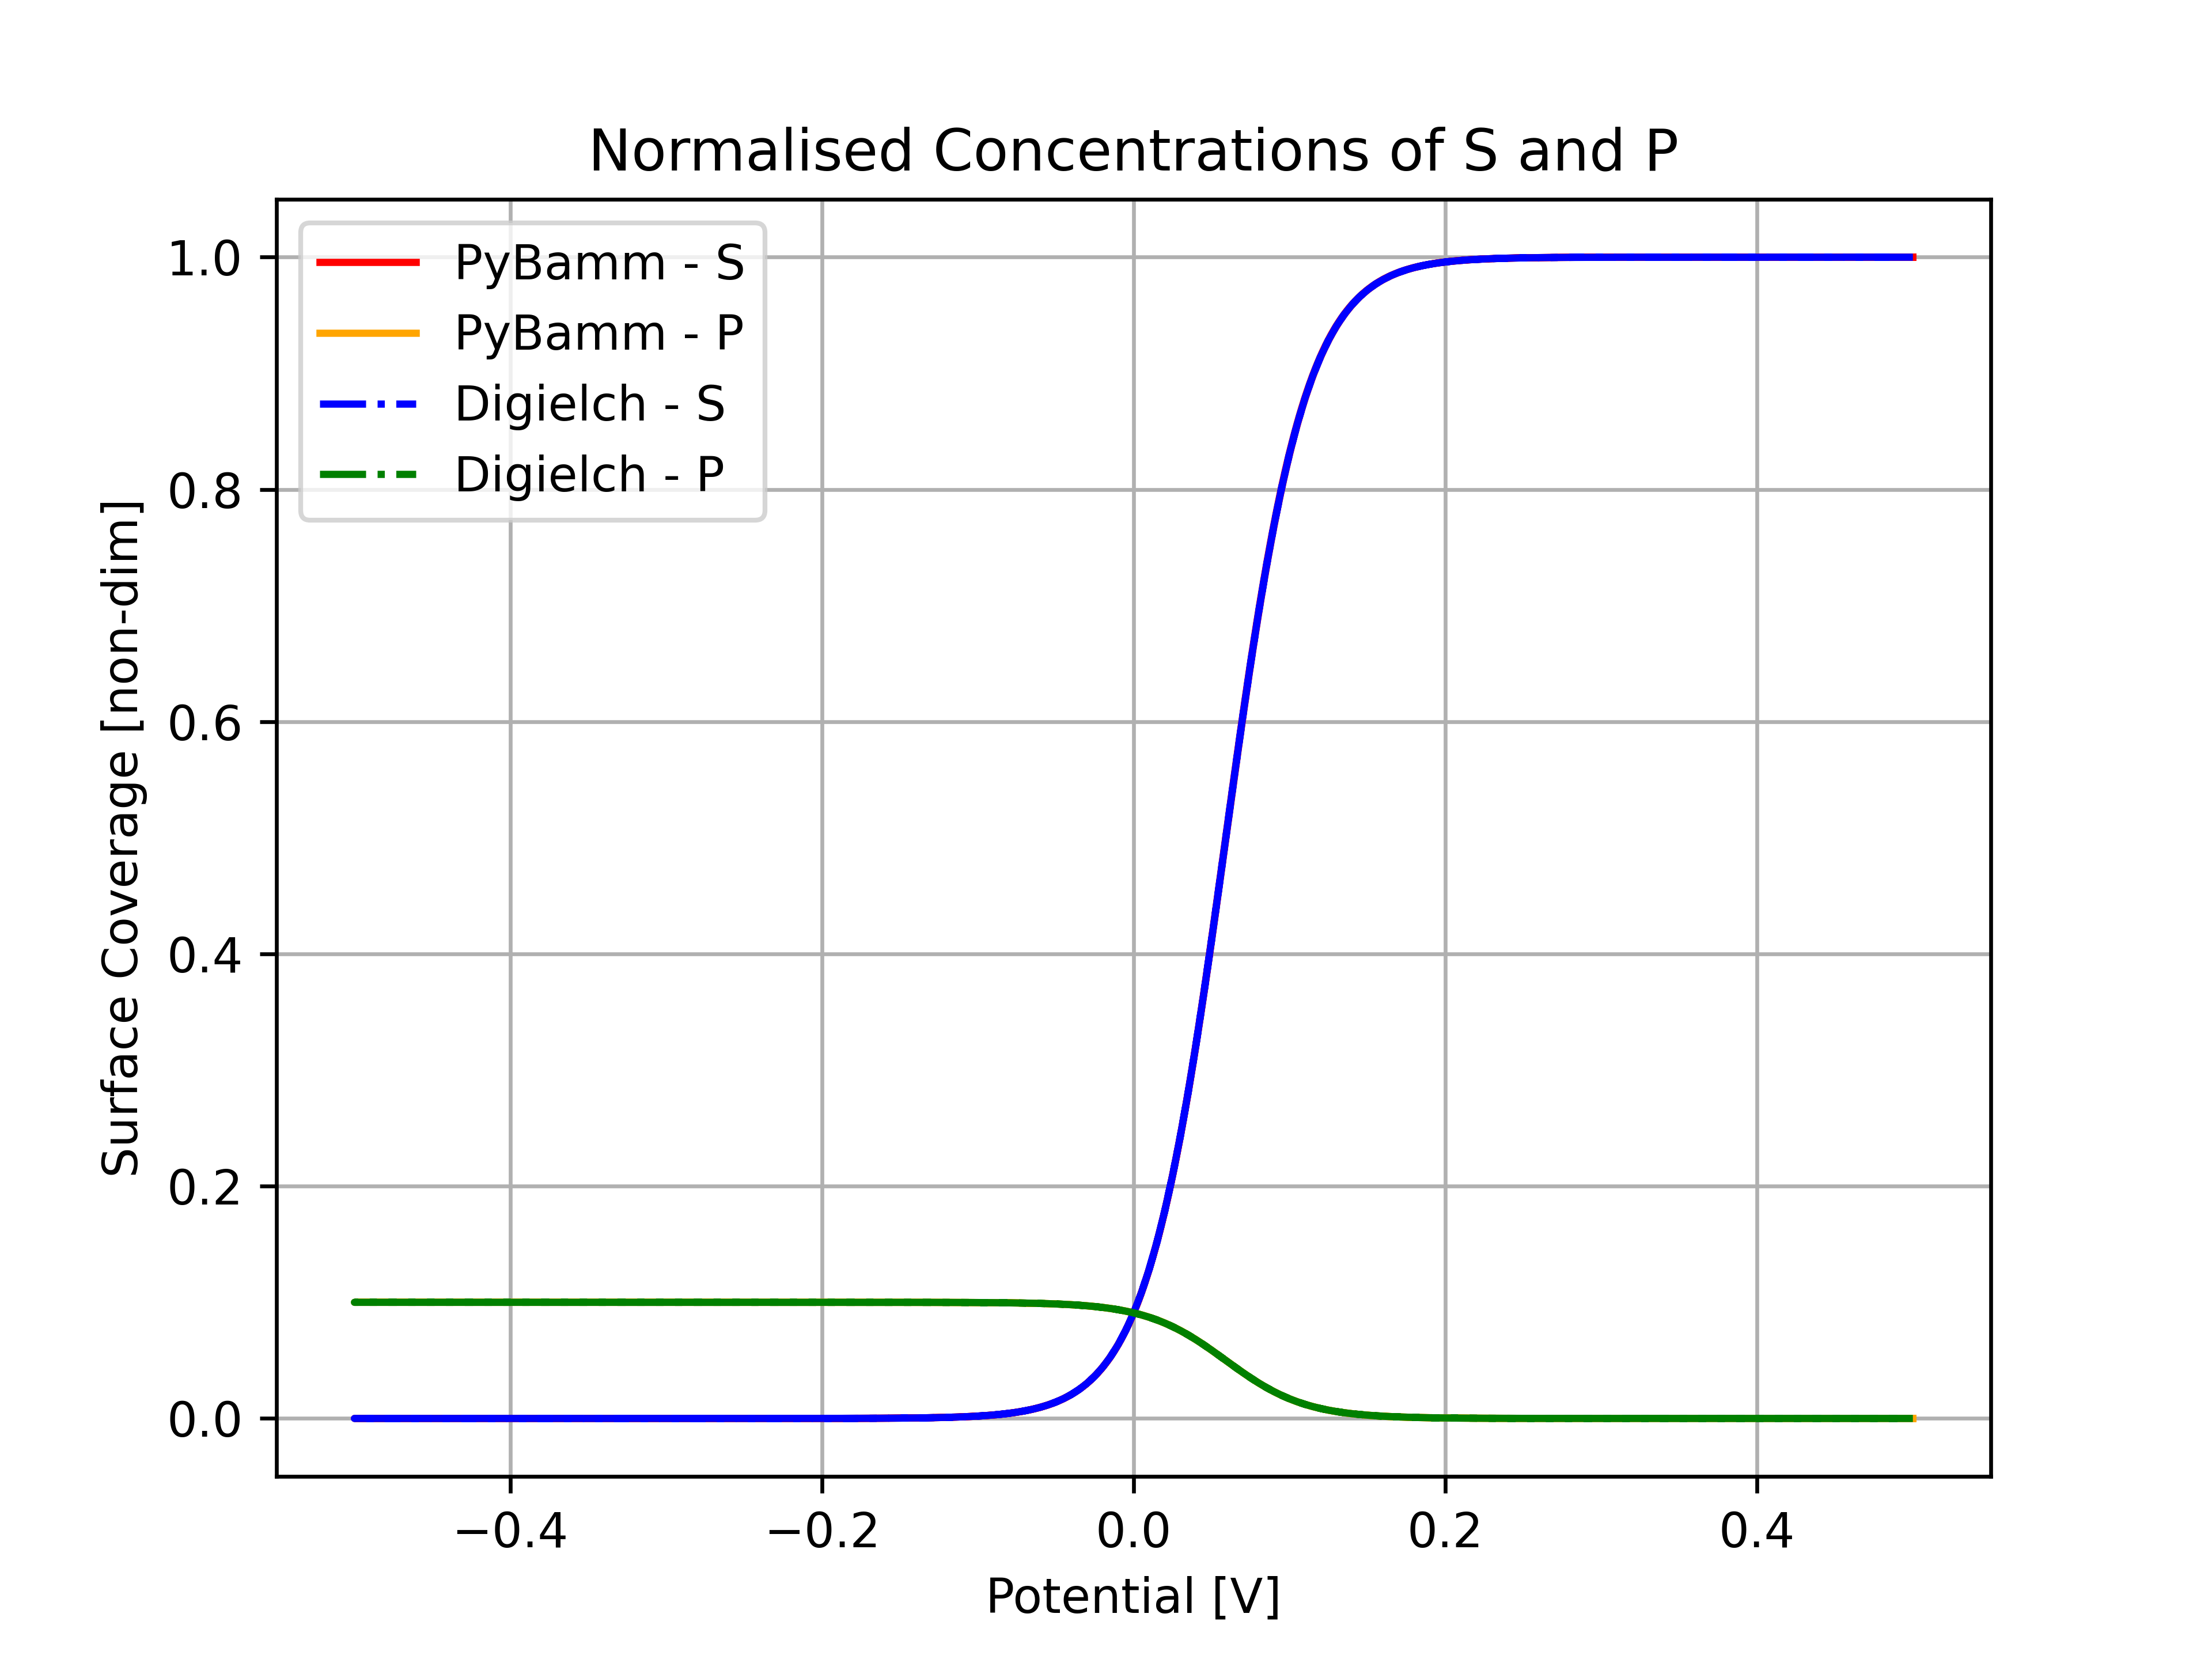 Normalised Concentrations of S and P
PyBamm - S
PyBamm - P
Digielch - S
Digielch - P
Surface Coverage [non-dim]
1.0
0.8
0.6
0.4
0.2
0.0
−0.4
−0.2
0.0
0.2
0.4
Potential [V]